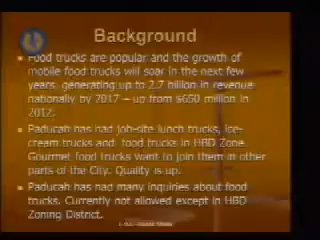 Background
Food trucks are popular and the growth of
mobile food trucks will soar in the next few
years generating up to 2.7 billion in revenue
nationally by 2017 – up from $650 million in
2012.
Paducah has had job-site lunch trucks, ice-
cream trucks and food trucks in HBD Zone.
Gourmet food trucks want to join them in other
parts of the City. Quality is up.
Paducah has had many inquiries about food
trucks. Currently not allowed except in HBD
Zoning District.